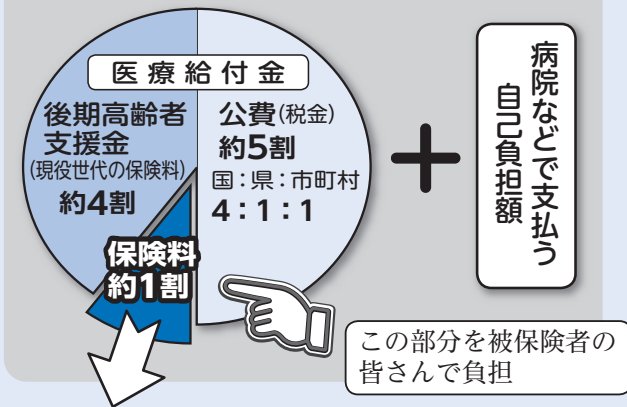 医療給付金
後期高齢者
支援金
(現役世代の保険料)
約4割
公費(税金)
約5割
国:県:市町村
4:1:1
保険料
約1割
+
病院などで支払う
自己負担額
この部分を被保険者の
皆さんで負担